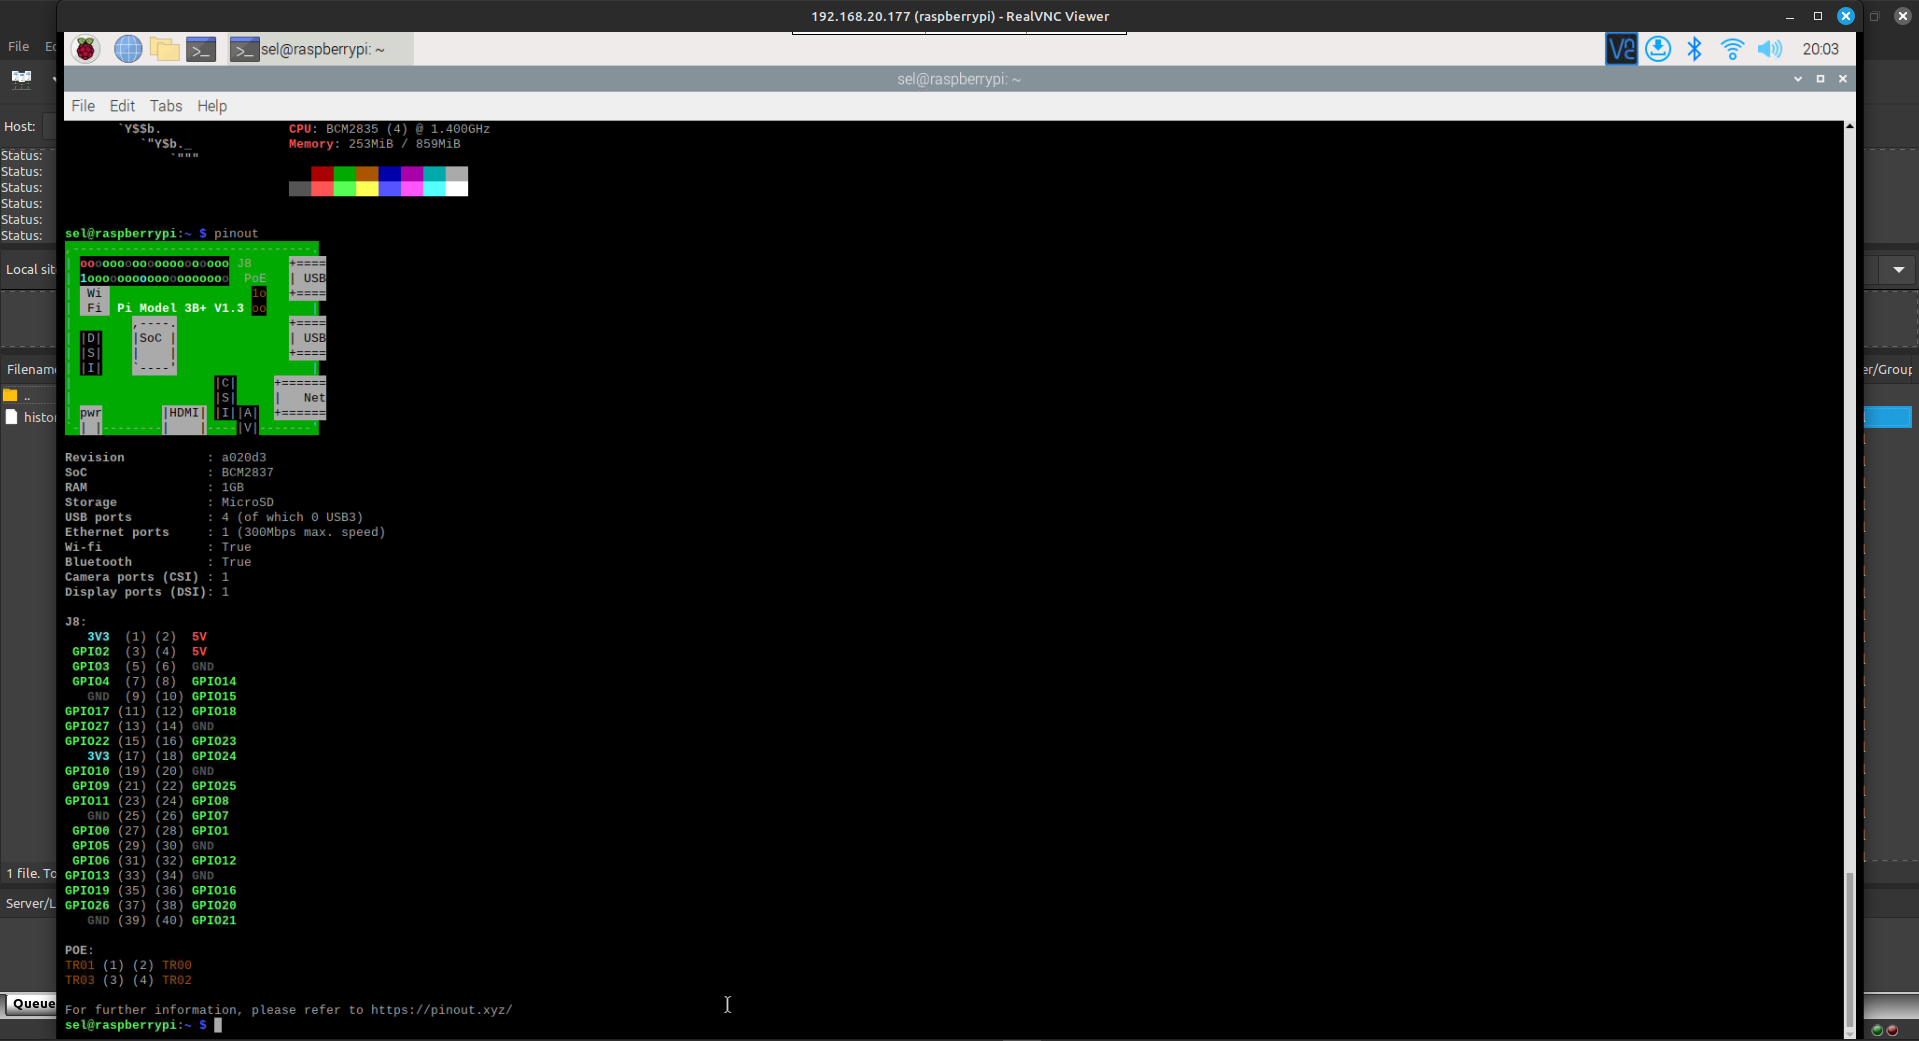 192.168.20.177 (raspberrypi) - RealVNC Viewer
File
sel@raspberrypi: ~
20:03
sel@raspberrypi: ~
File Edit Tabs Help
Host:
Status:
Status:
Status:
Status:
Status:
Status:
Local
Queue
1 file.
`Y$$b.
`"Y$b._
`"""
CPU: BCM2835 (4) @ 1.400GHz
Memory: 253MiB / 859MiB
sel@raspberrypi:~ $ pinout
,--------------------------------.
| oooooooooooooooooooo J8   +====
| 1ooooooooooooooooooo  PoE | USB
| Wi                    1o  +====
| Fi  Pi Model 3B+ V1.3 oo      |
|        ,----.             +====
| |D|    |SoC |             | USB
| |S|    |    |             +====
| |I|    `----'                 |
|                   |C|   +======
|                   |S|   |   Net
| pwr        |HDMI| |I||A| +======
`-| |--------|    |----|V|-------'
Revision           : a020d3
SoC                : BCM2837
RAM                : 1GB
Storage            : MicroSD
USB ports          : 4 (of which 0 USB3)
Ethernet ports     : 1 (300Mbps max. speed)
Wi-fi              : True
Bluetooth          : True
Camera ports (CSI) : 1
Display ports (DSI): 1
J8:
3V3 (1) (2) 5V
GPIO2 (3) (4) 5V
GPIO3 (5) (6) GND
GPIO4 (7) (8) GPIO14
GND (9) (10) GPIO15
GPIO17 (11) (12) GPIO18
GPIO27 (13) (14) GND
GPIO22 (15) (16) GPIO23
3V3 (17) (18) GPIO24
GPIO10 (19) (20) GND
GPIO9 (21) (22) GPIO25
GPIO11 (23) (24) GPIO8
GND (25) (26) GPIO7
GPIO0 (27) (28) GPIO1
GPIO5 (29) (30) GND
GPIO6 (31) (32) GPIO12
GPIO13 (33) (34) GND
GPIO19 (35) (36) GPIO16
GPIO26 (37) (38) GPIO20
GND (39) (40) GPIO21
POE:
TR01 (1) (2) TR00
TR03 (3) (4) TR02
For further information, please refer to https://pinout.xyz/
sel@raspberrypi:~ $